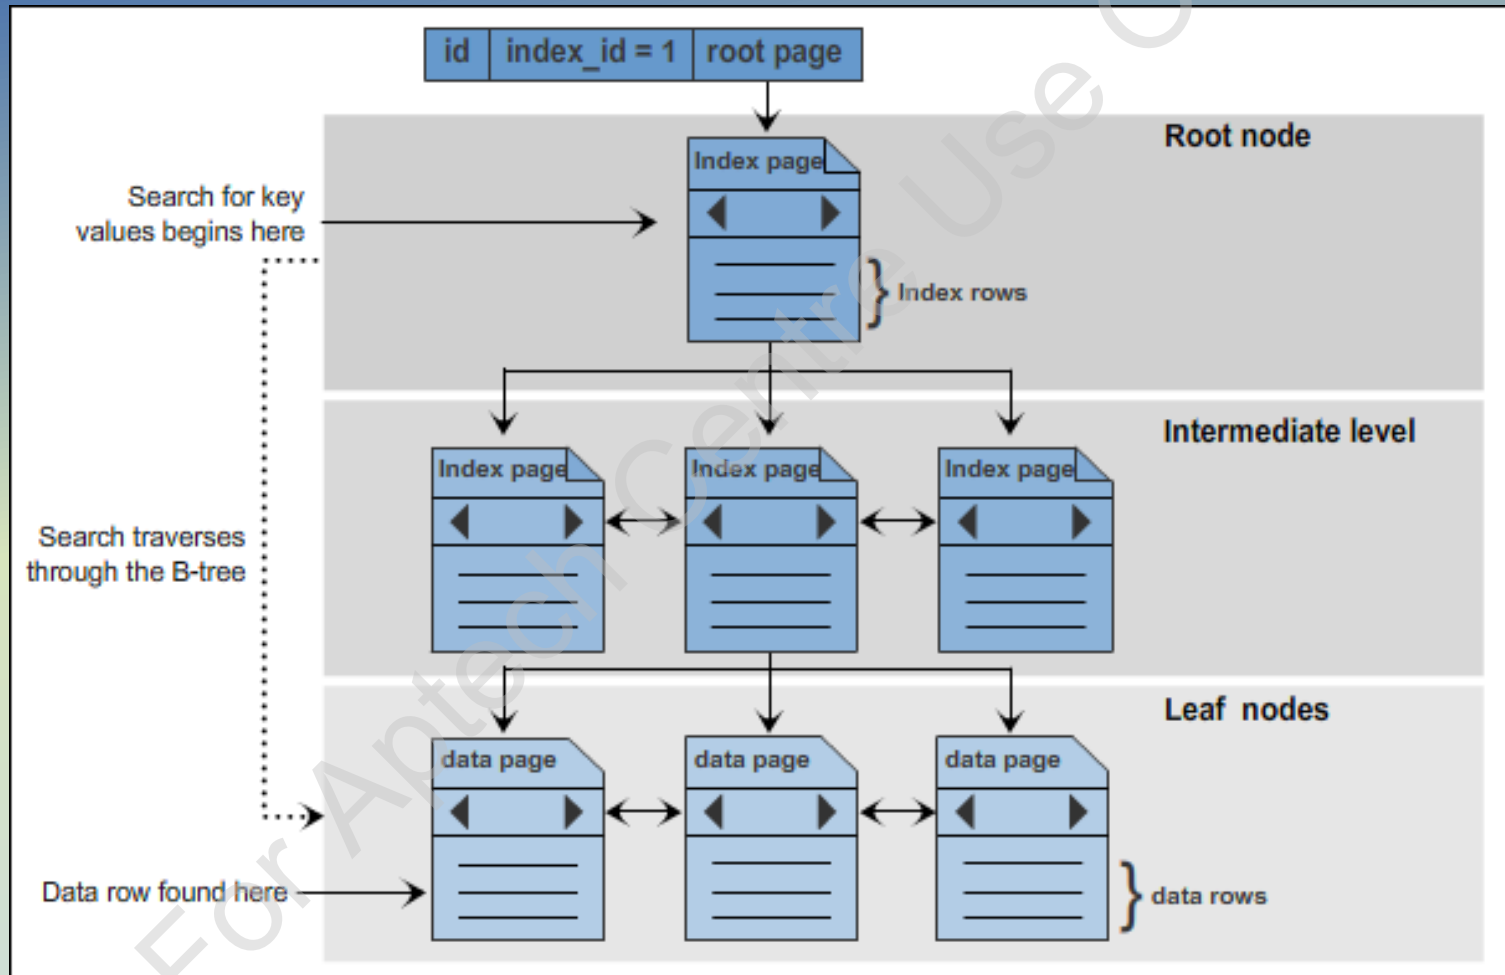 id index_id = 1 root page
Root node
Index page
Search for key
values begins here
Index rows
Intermediate level
Index page Index page Index page
Search traverses
through the B-tree
Leaf nodes
data page data page data page
Data row found here
data rows
For Aptech Centre Use O